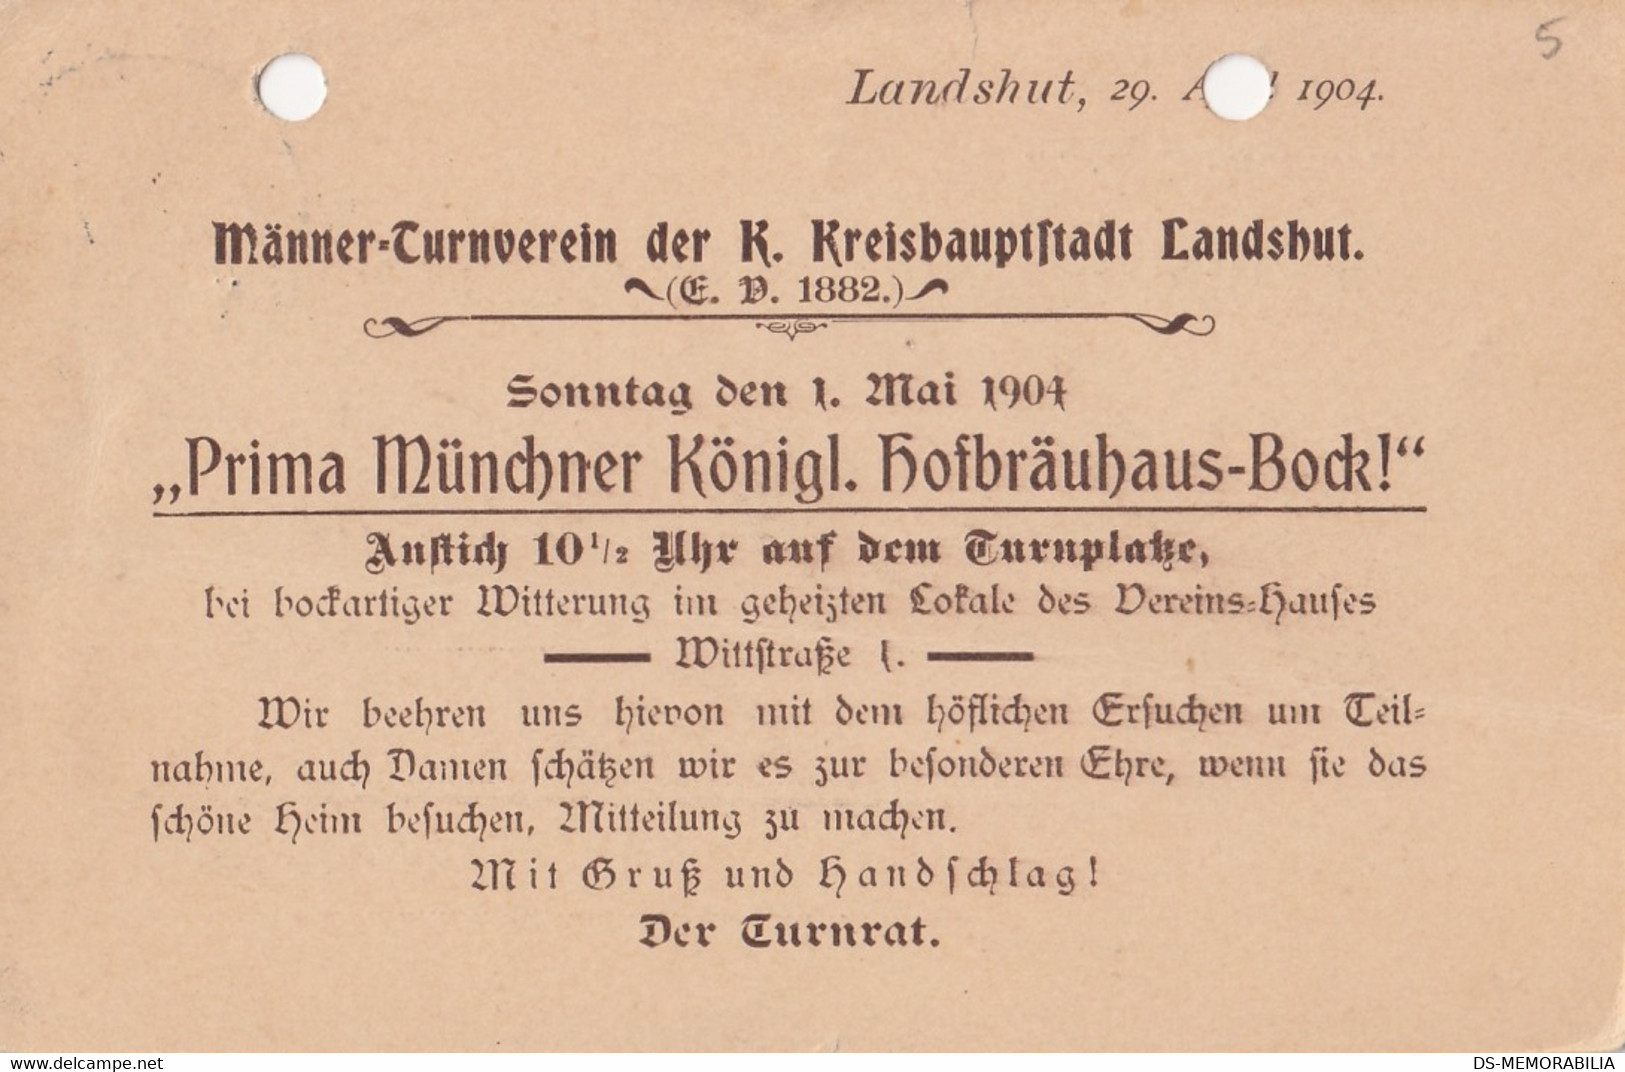 5
Landshut, 29. 1904.
Männer-Turnverein der K. Kreishauptstadt Landshut.
(E. V. 1882.)
Sonntag den 1. Mai 1904
„Prima Münchner Königl. Hofbräuhaus-Bock!“
Anstich 10 1/2 Uhr auf dem Turnplatze,
bei bockartiger Witterung im geheizten Lokale des Vereins-Hauses
Wittstraße 1.
Wir beehren uns hievon mit dem höflichen Ersuchen um Teil-
nahme, auch Damen schätzen wir es zur besonderen Ehre, wenn sie das
schöne Heim besuchen, Mitteilung zu machen.
Mit Gruß und Handschlag!
Der Turnrat.
www.delcampe.net
DS-MEMORABILIA